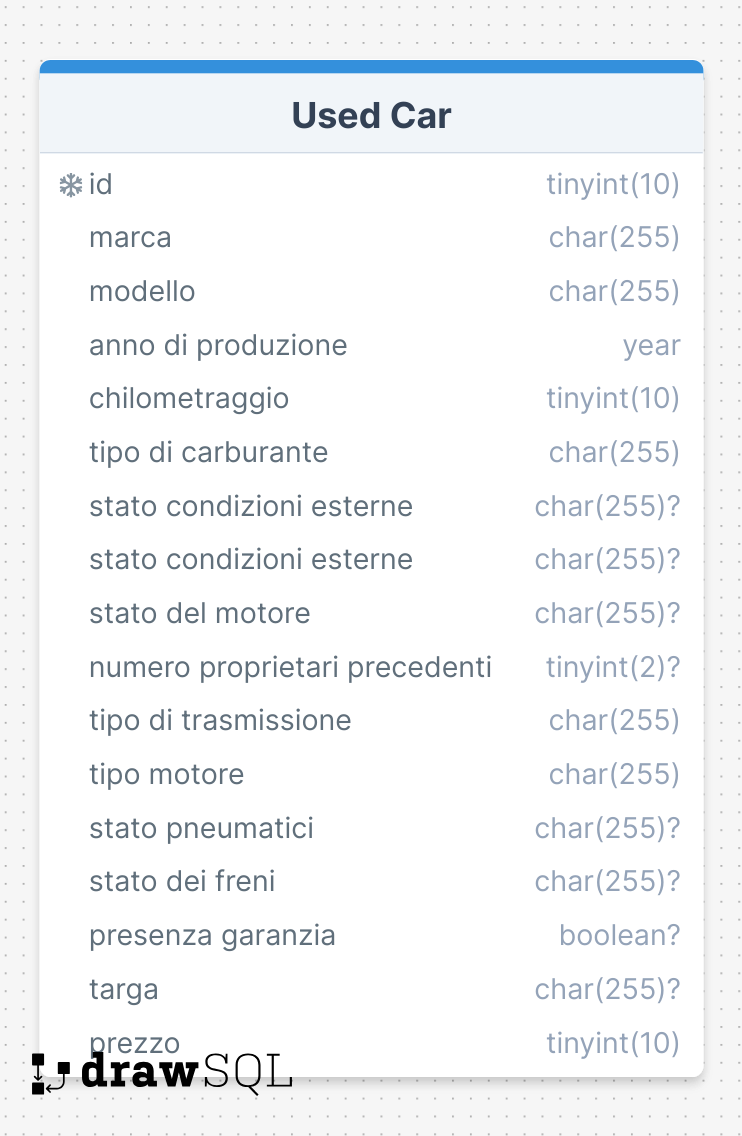 Used Car
id tinyint(10)
marca char(255)
modello char(255)
anno di produzione year
chilometraggio tinyint(10)
tipo di carburante char(255)
stato condizioni esterne char(255)?
stato condizioni esterne char(255)?
stato del motore char(255)?
numero proprietari precedenti tinyint(2)?
tipo di trasmissione char(255)
tipo motore char(255)
stato pneumatici char(255)?
stato dei freni char(255)?
presenza garanzia boolean?
targa char(255)?
prezzo tinyint(10)
drawSQL